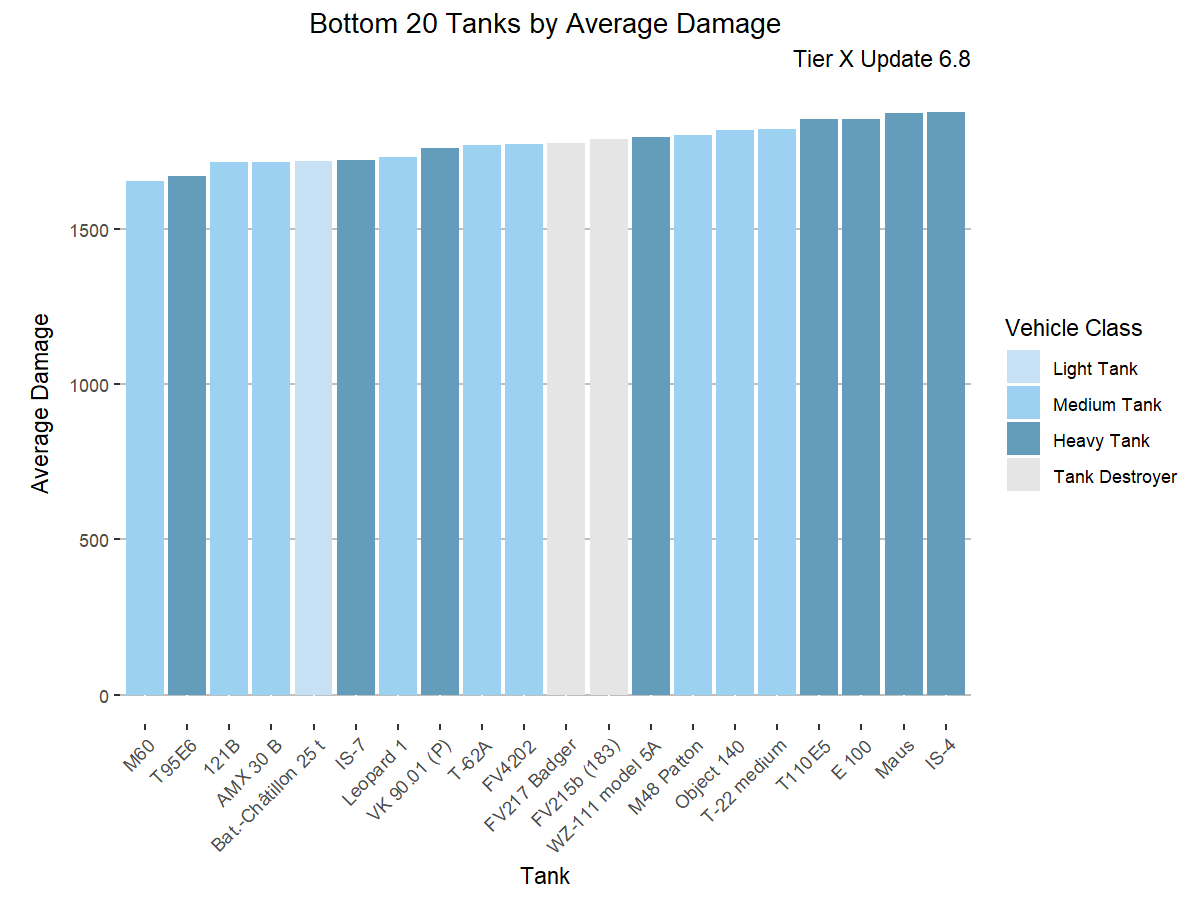 Bottom 20 Tanks by Average Damage
Tier X Update 6.8
Average Damage
1500
1000
500
0
M60
T95E6
121B
AMX 30 B
Bat.-Châtillon 25 t
IS-7
Leopard 1
VK 90.01 (P)
T-62A
FV4202
FV217 Badger
FV215b (183)
WZ-111 model 5A
M48 Patton
Object 140
T-22 medium
T110E5
E 100
Maus
IS-4
Tank
Vehicle Class
Light Tank
Medium Tank
Heavy Tank
Tank Destroyer